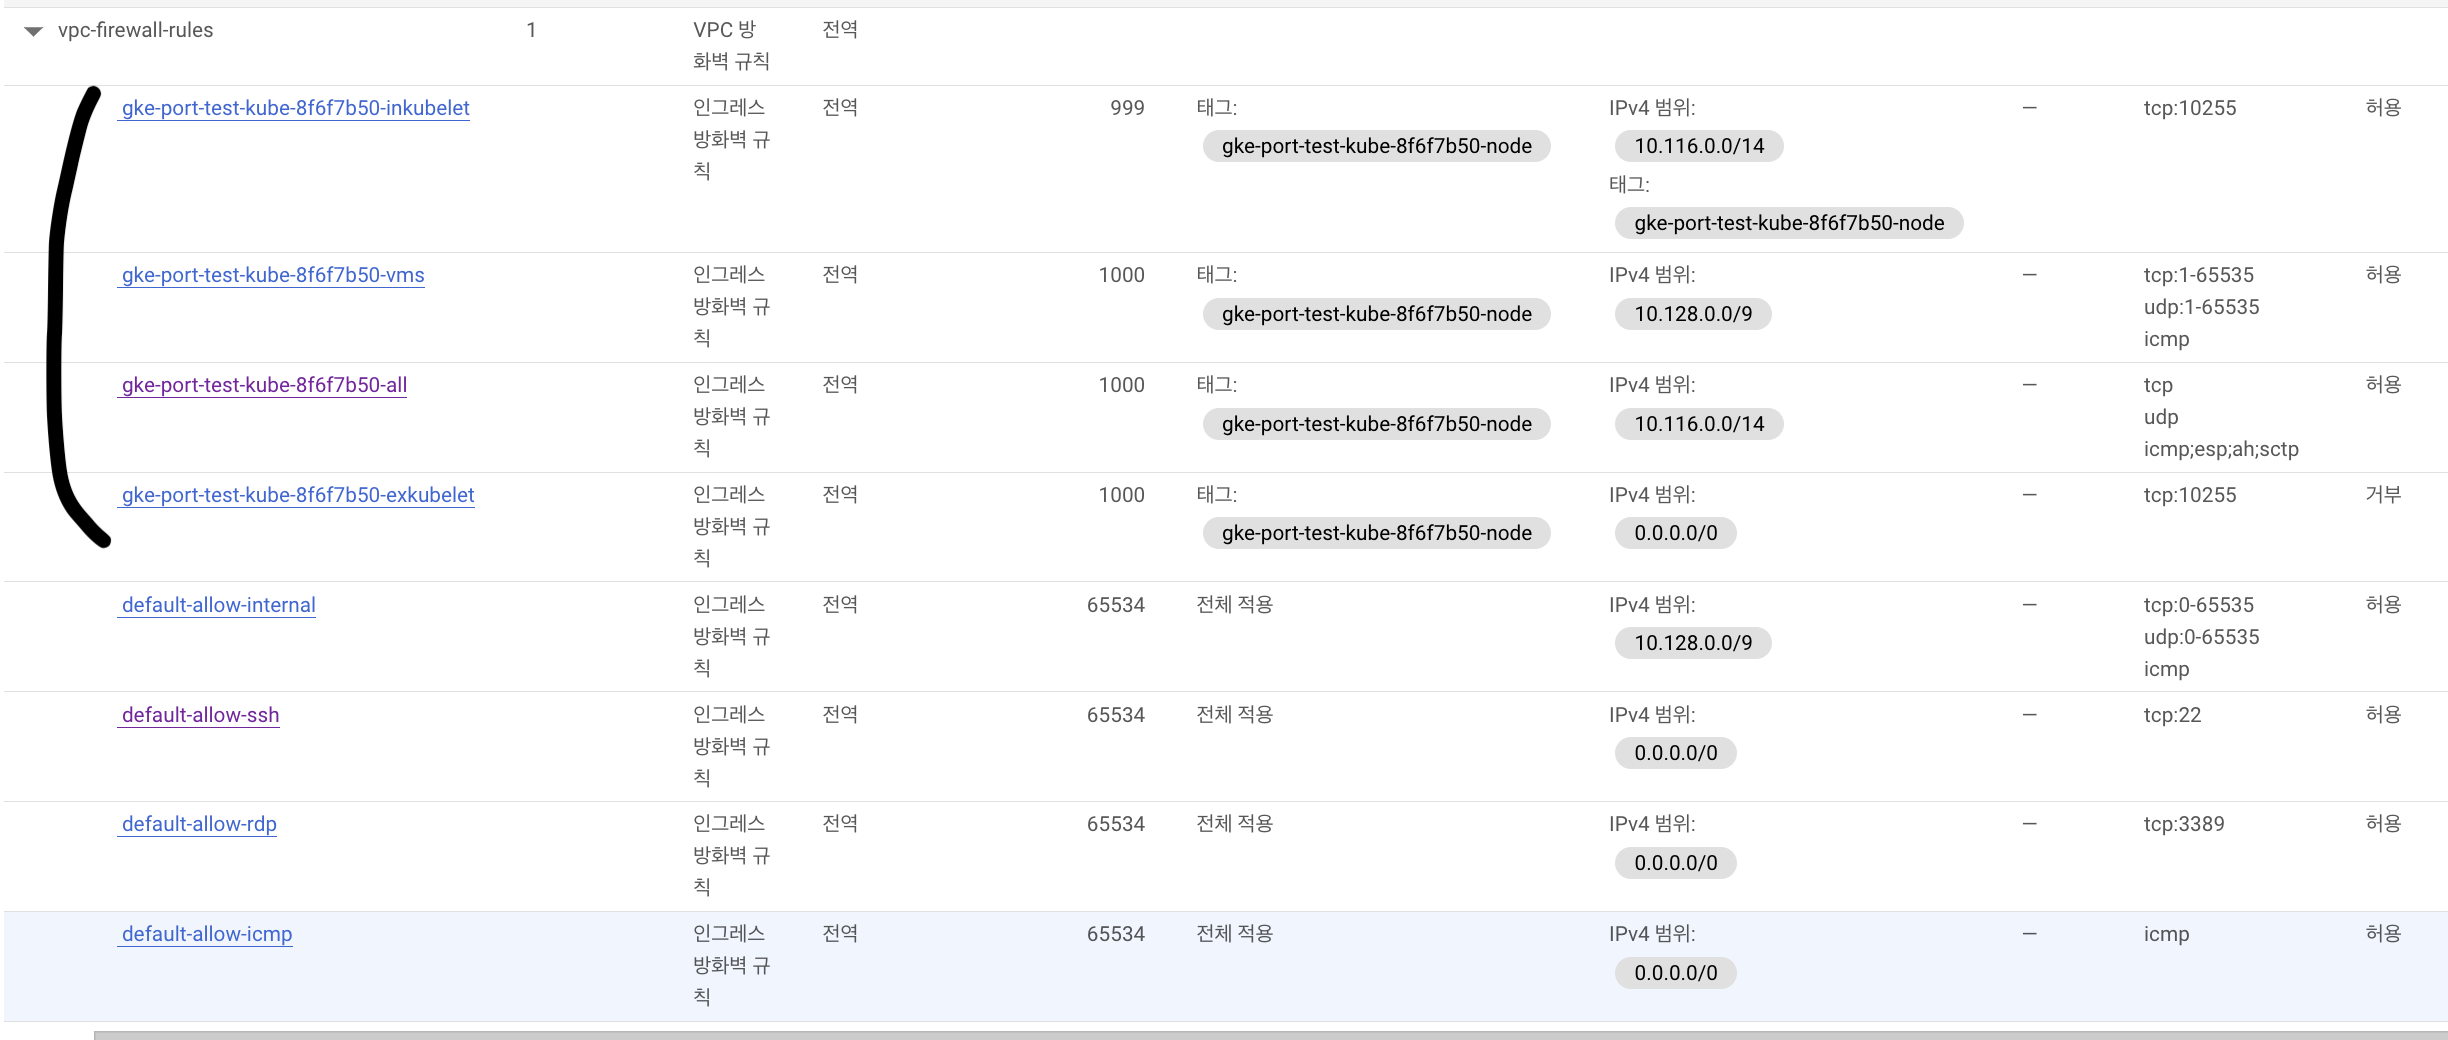 vpc-firewall-rules 1 VPC 방 전역
화벽 규칙
gke-port-test-kube-8f6f7b50-inkubelet 인그레스 전역 999 태그: IPv4 범위: — tcp:10255 허용
방화벽 규 gke-port-test-kube-8f6f7b50-node 10.116.0.0/14
칙 태그:
gke-port-test-kube-8f6f7b50-node
gke-port-test-kube-8f6f7b50-vms 인그레스 전역 1000 태그: IPv4 범위: — tcp:1-65535 허용
방화벽 규 gke-port-test-kube-8f6f7b50-node 10.128.0.0/9 udp:1-65535
칙 icmp
gke-port-test-kube-8f6f7b50-all 인그레스 전역 1000 태그: IPv4 범위: — tcp 허용
방화벽 규 gke-port-test-kube-8f6f7b50-node 10.116.0.0/14 udp
칙 icmp;esp;ah;sctp
gke-port-test-kube-8f6f7b50-exkubelet 인그레스 전역 1000 태그: IPv4 범위: — tcp:10255 거부
방화벽 규 gke-port-test-kube-8f6f7b50-node 0.0.0.0/0
칙
default-allow-internal 인그레스 전역 65534 전체 적용 IPv4 범위: — tcp:0-65535 허용
방화벽 규 10.128.0.0/9 udp:0-65535
칙 icmp
default-allow-ssh 인그레스 전역 65534 전체 적용 IPv4 범위: — tcp:22 허용
방화벽 규 0.0.0.0/0
칙
default-allow-rdp 인그레스 전역 65534 전체 적용 IPv4 범위: — tcp:3389 허용
방화벽 규 0.0.0.0/0
칙
default-allow-icmp 인그레스 전역 65534 전체 적용 IPv4 범위: — icmp 허용
방화벽 규 0.0.0.0/0
칙